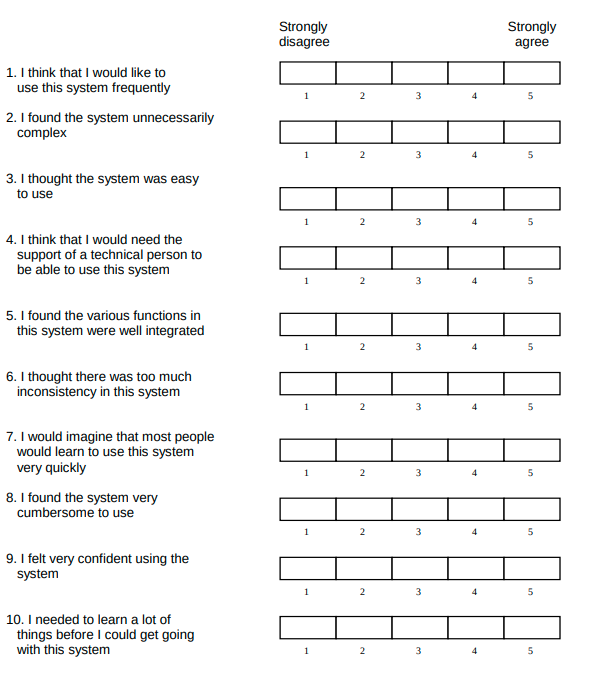 Strongly disagree
Strongly agree
1. I think that I would like to
use this system frequently
1 2 3 4 5
2. I found the system unnecessarily
complex
1 2 3 4 5
3. I thought the system was easy
to use
1 2 3 4 5
4. I think that I would need the
support of a technical person to
be able to use this system
1 2 3 4 5
5. I found the various functions in
this system were well integrated
1 2 3 4 5
6. I thought there was too much
inconsistency in this system
1 2 3 4 5
7. I would imagine that most people
would learn to use this system
very quickly
1 2 3 4 5
8. I found the system very
cumbersome to use
1 2 3 4 5
9. I felt very confident using the
system
1 2 3 4 5
10. I needed to learn a lot of
things before I could get going
with this system
1 2 3 4 5